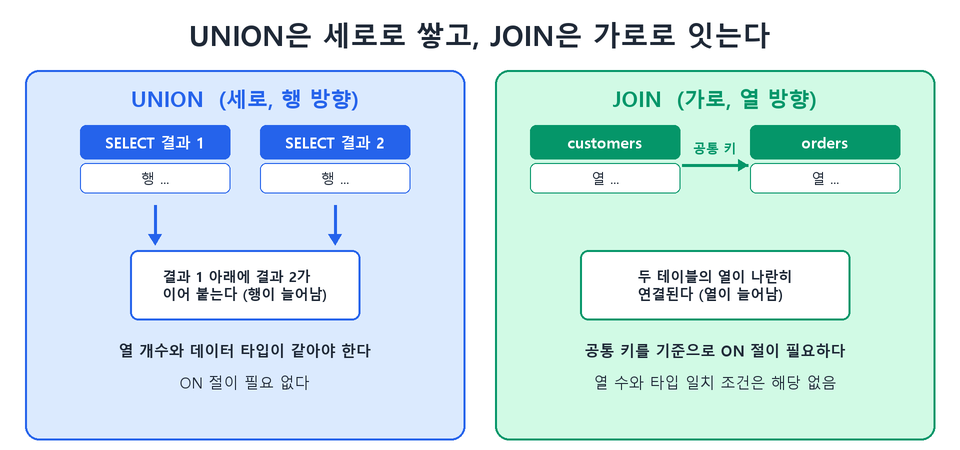 UNION은 세로로 쌓고, JOIN은 가로로 잇는다
UNION (세로, 행 방향)
SELECT 결과 1
SELECT 결과 2
행 ...
행 ...
결과 1 아래에 결과 2가
이어 붙는다 (행이 늘어남)
열 개수와 데이터 타입이 같아야 한다
ON 절이 필요 없다
JOIN (가로, 열 방향)
customers
공통 키
orders
열 ...
열 ...
두 테이블의 열이 나란히
연결된다 (열이 늘어남)
공통 키를 기준으로 ON 절이 필요하다
열 수와 타입 일치 조건은 해당 없음